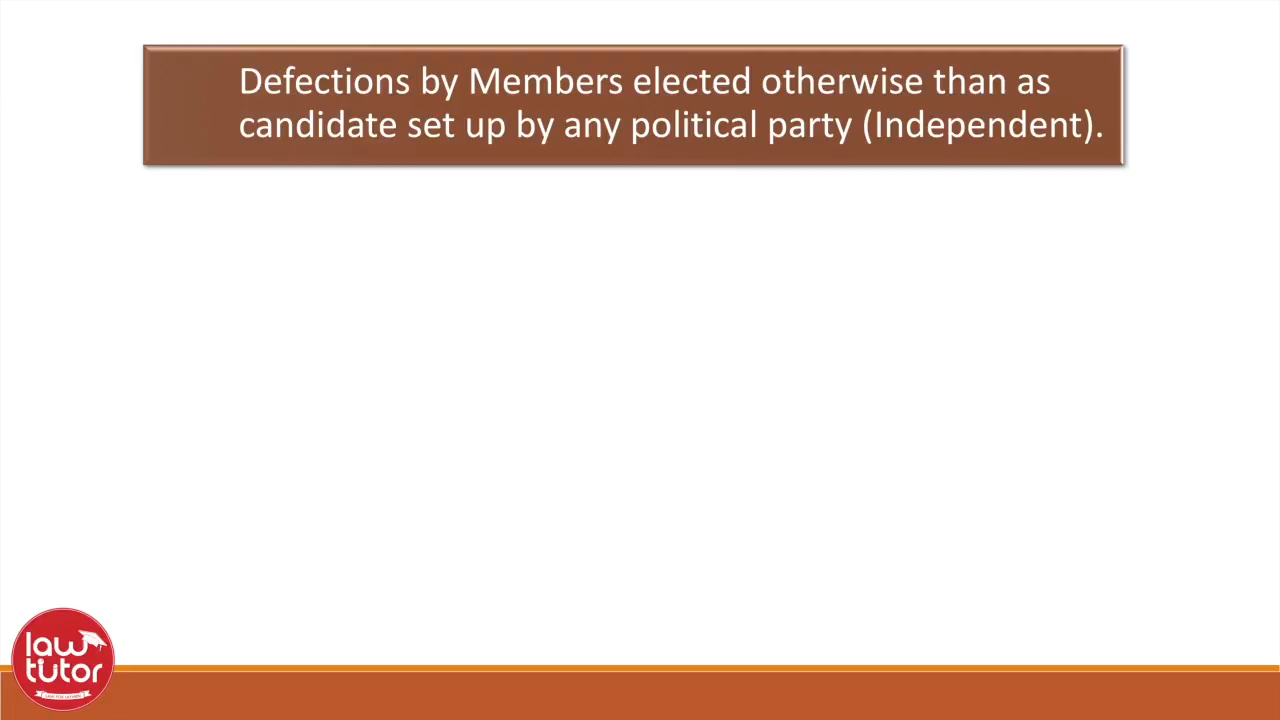 Defections by Members elected otherwise than as
candidate set up by any political party (Independent).
law
tutor